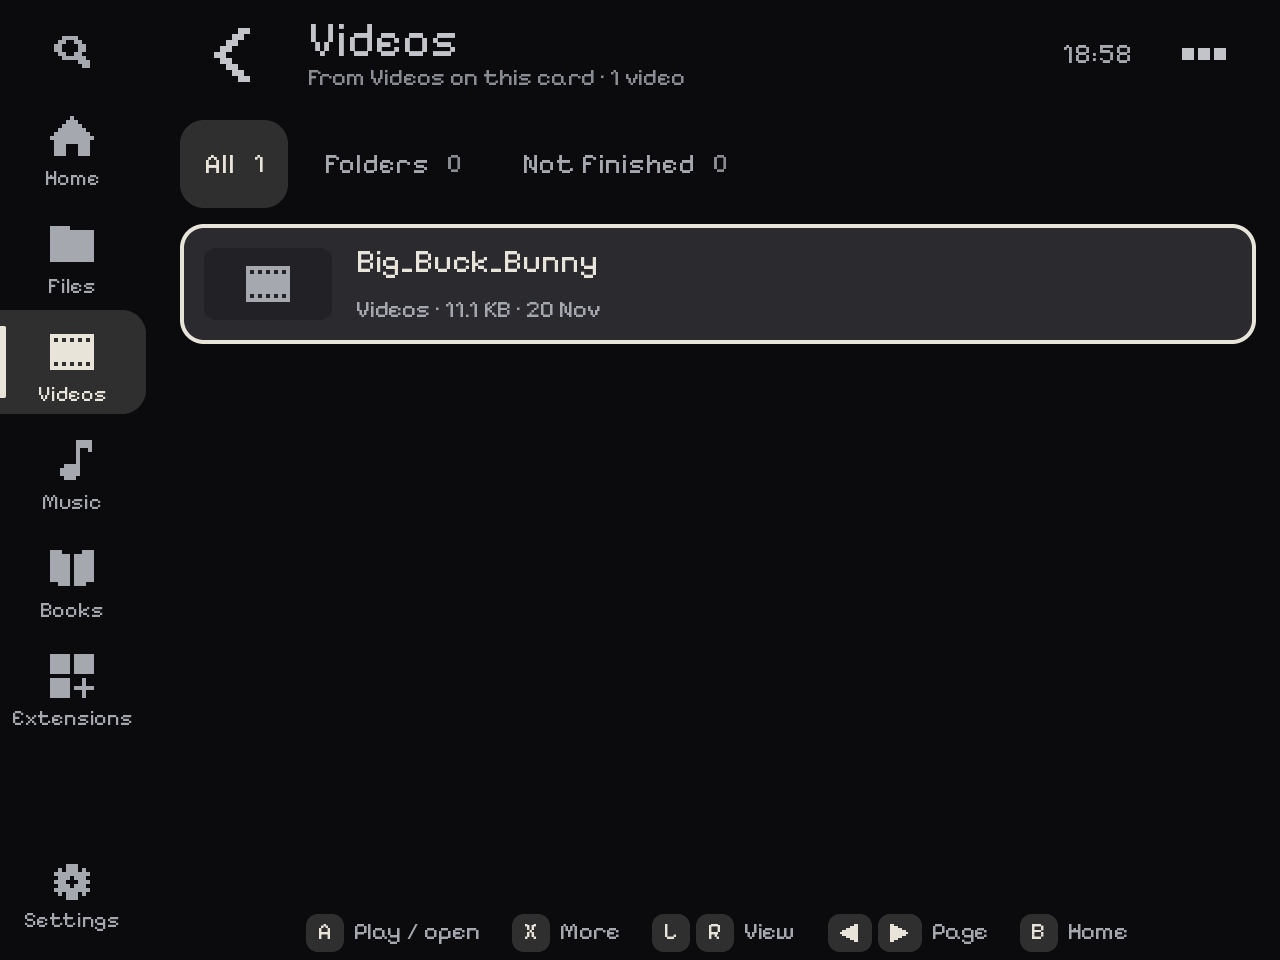 Videos
From Videos on this card · 1 video
18:58
Home
Files
Videos
Music
Books
Extensions
Settings
All 1
Folders 0
Not finished 0
Big_Buck_Bunny
Videos · 11.1 KB · 20 Nov
A Play / open
X More
L R View
Page
B Home